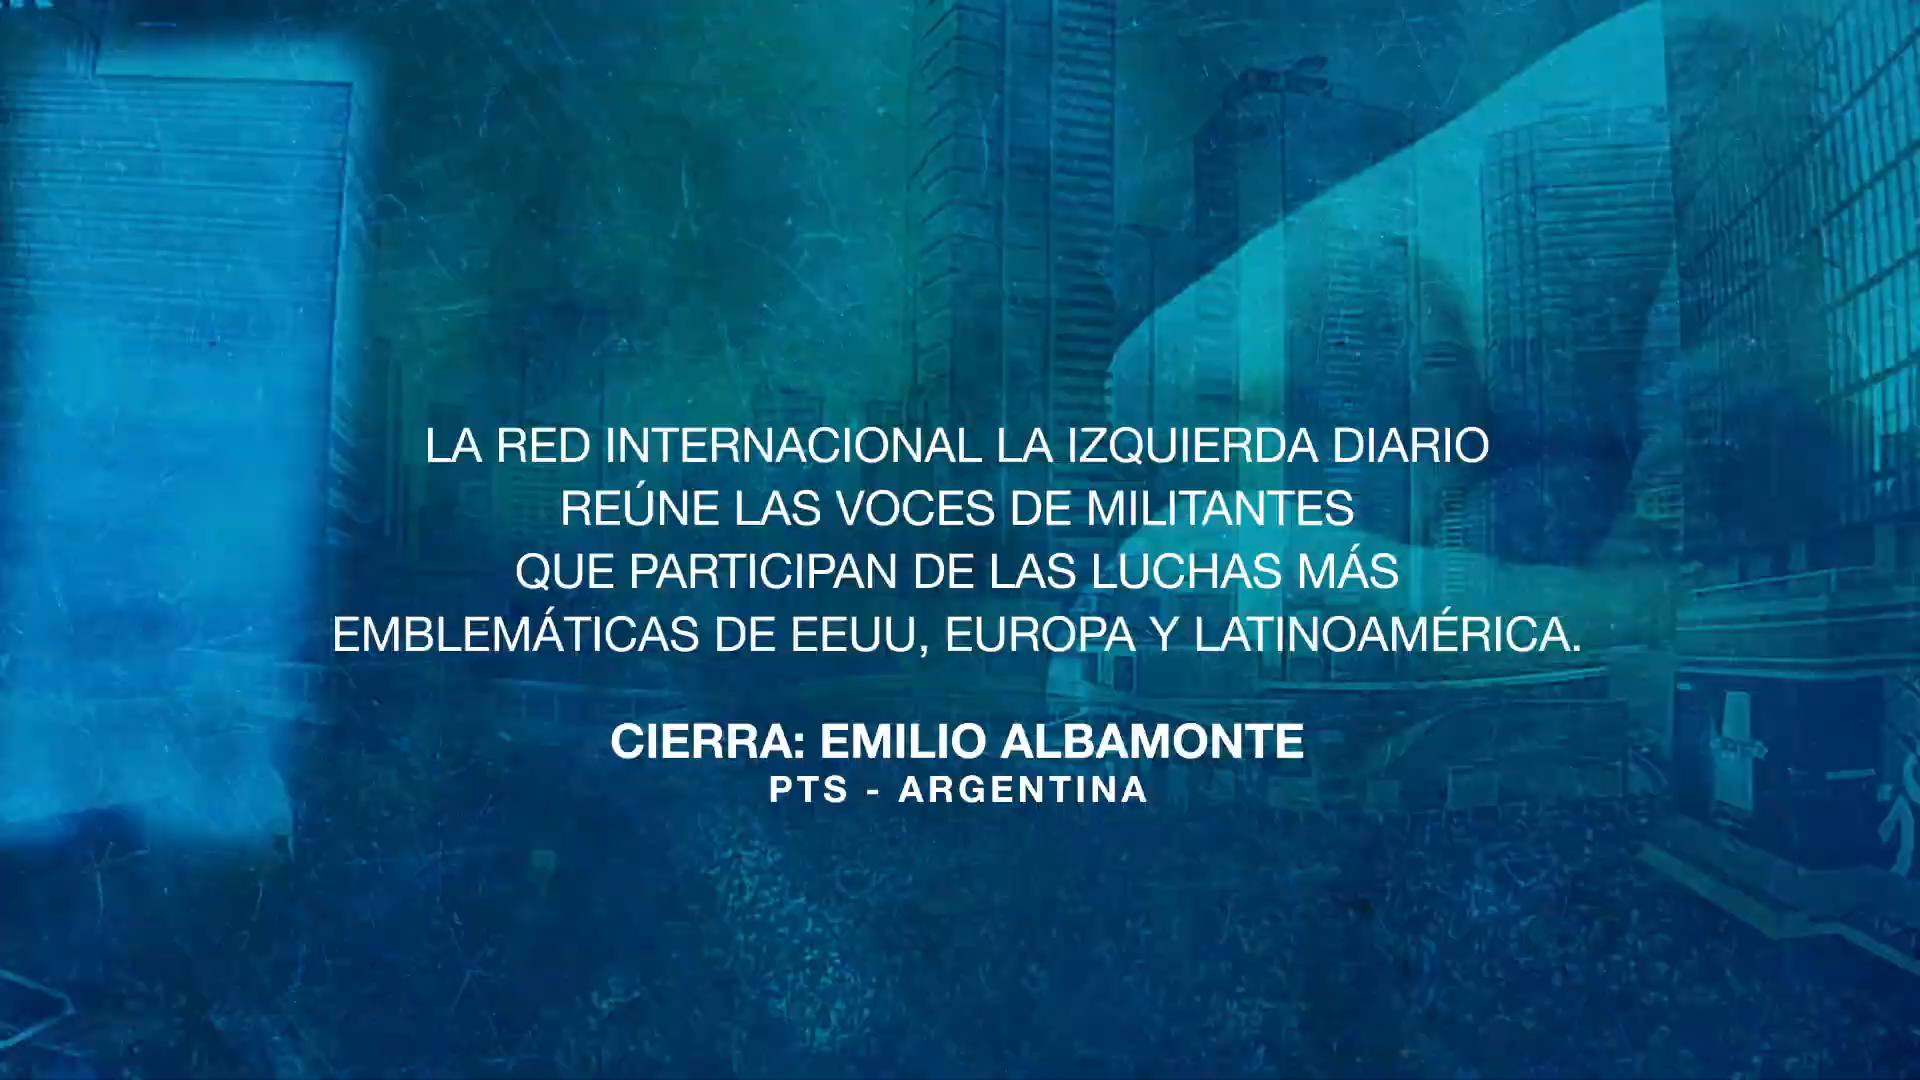 LA RED INTERNACIONAL LA IZQUIERDA DIARIO
REÚNE LAS VOCES DE MILITANTES
QUE PARTICIPAN DE LAS LUCHAS MÁS
EMBLEMÁTICAS DE EEUU, EUROPA Y LATINOAMÉRICA.
CIERRA: EMILIO ALBAMONTE
PTS - ARGENTINA